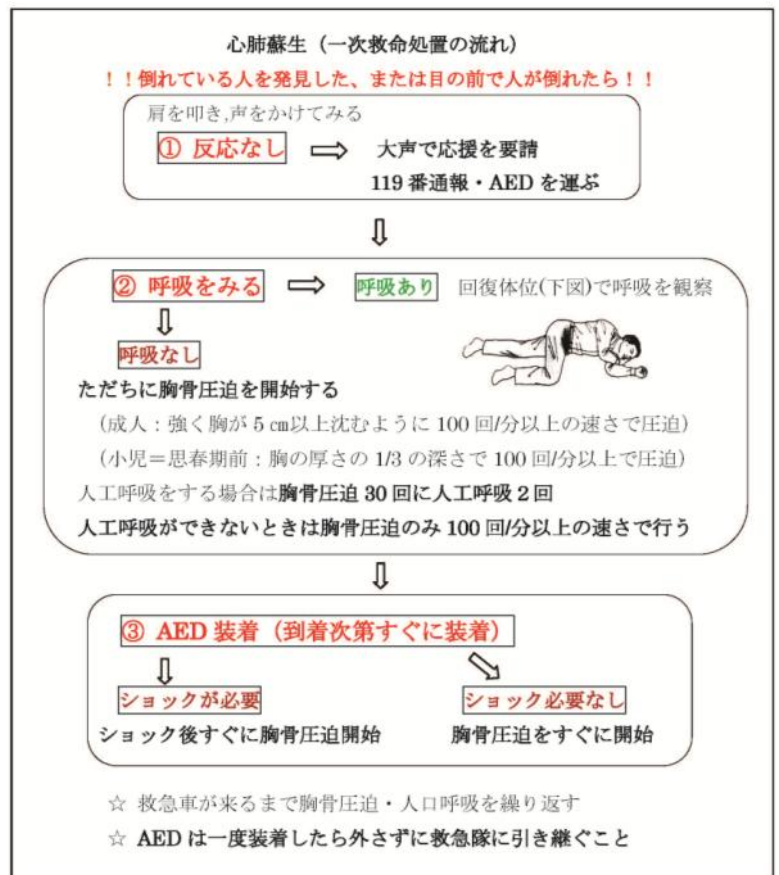 心肺蘇生（一次救命処置の流れ）
！！倒れている人を発見した、または目の前で人が倒れたら！！
肩を叩き,声をかけてみる
① 反応なし ⇨ 大声で応援を要請
119 番通報・AED を運ぶ
⇩
② 呼吸をみる ⇨ 呼吸あり 回復体位(下図)で呼吸を観察
⇩
呼吸なし
ただちに胸骨圧迫を開始する
（成人：強く胸が 5 ㎝以上沈むように 100 回/分以上の速さで圧迫）
（小児＝思春期前：胸の厚さの 1/3 の深さで 100 回/分以上で圧迫）
人工呼吸をする場合は胸骨圧迫 30 回に人工呼吸 2 回
人工呼吸ができないときは胸骨圧迫のみ 100 回/分以上の速さで行う
⇩
③ AED 装着（到着次第すぐに装着）
ショックが必要 ショック必要なし
ショック後すぐに胸骨圧迫開始 胸骨圧迫をすぐに開始
☆ 救急車が来るまで胸骨圧迫・人口呼吸を繰り返す
☆ AED は一度装着したら外さずに救急隊に引き継ぐこと